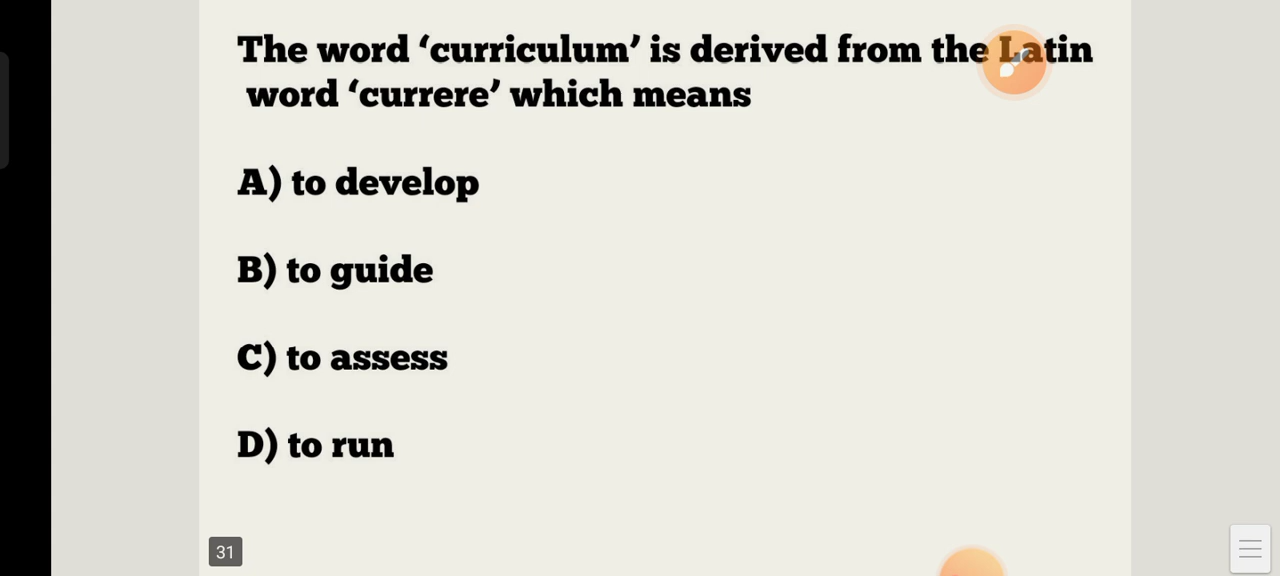 The word ‘curriculum’ is derived from the Latin
word ‘currere’ which means
A) to develop
B) to guide
C) to assess
D) to run
31